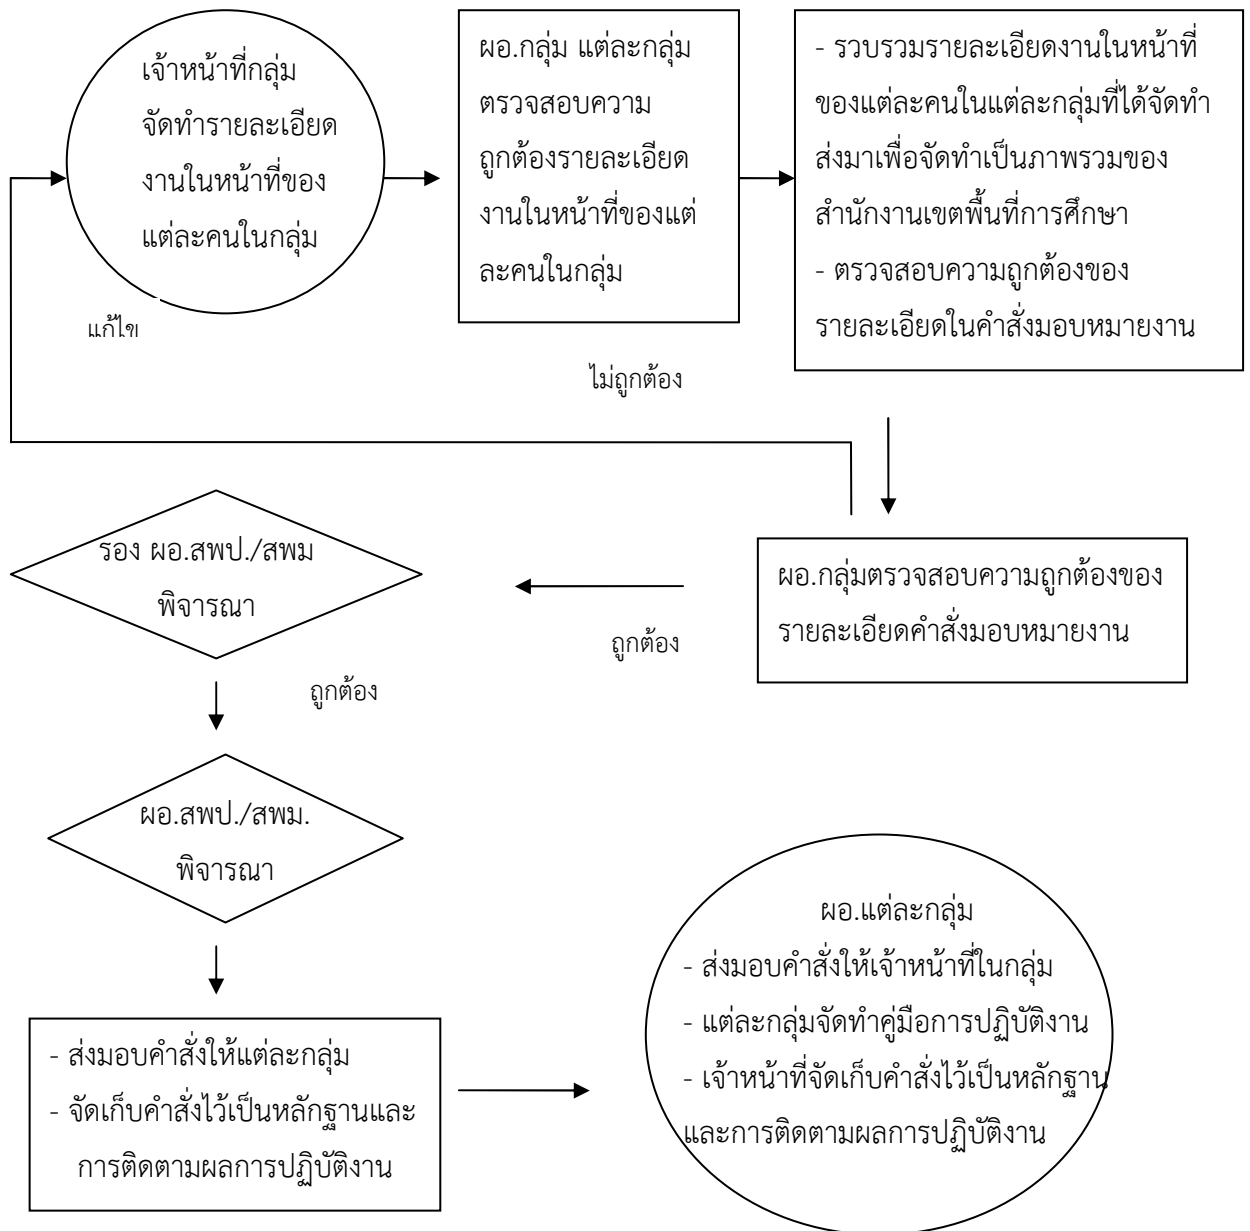 เจ้าหน้าที่กลุ่ม
จัดทำรายละเอียด
งานในหน้าที่ของ
แต่ละคนในกลุ่ม
ผอ.กลุ่ม แต่ละกลุ่ม
ตรวจสอบความ
ถูกต้องรายละเอียด
งานในหน้าที่ของแต่
ละคนในกลุ่ม
- รวบรวมรายละเอียดงานในหน้าที่
ของแต่ละคนในแต่ละกลุ่มที่ได้จัดทำ
ส่งมาเพื่อจัดทำเป็นภาพรวมของ
สำนักงานเขตพื้นที่การศึกษา
- ตรวจสอบความถูกต้องของ
รายละเอียดในคำสั่งมอบหมายงาน
แก้ไข
ไม่ถูกต้อง
รอง ผอ.สพป./สพม
พิจารณา
ผอ.กลุ่มตรวจสอบความถูกต้องของ
รายละเอียดคำสั่งมอบหมายงาน
ถูกต้อง
ถูกต้อง
ผอ.สพป./สพม.
พิจารณา
ผอ.แต่ละกลุ่ม
- ส่งมอบคำสั่งให้เจ้าหน้าที่ในกลุ่ม
- แต่ละกลุ่มจัดทำคู่มือการปฏิบัติงาน
- เจ้าหน้าที่จัดเก็บคำสั่งไว้เป็นหลักฐาน
และการติดตามผลการปฏิบัติงาน
- ส่งมอบคำสั่งให้แต่ละกลุ่ม
- จัดเก็บคำสั่งไว้เป็นหลักฐานและ
การติดตามผลการปฏิบัติงาน